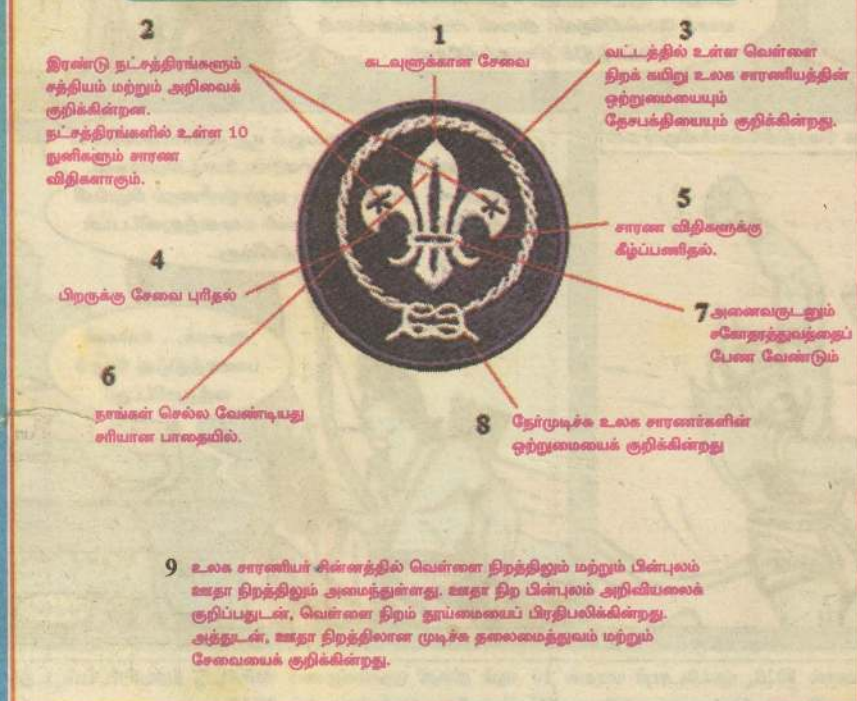 1
கடவுளுக்கான சேவை
2
இரண்டு நட்சத்திரங்களும்
சத்தியம் மற்றும் அறிவைக்
குறிக்கின்றன.
நட்சத்திரங்களில் உள்ள 10
நுனிகளும் சாரண
விதிகளாகும்.
3
வட்டத்தில் உள்ள வெள்ளை
நிறக் கயிறு உலக சாரணியத்தின்
ஒற்றுமையையும்
தேசபக்தியையும் குறிக்கின்றது.
4
பிறருக்கு சேவை புரிதல்
5
சாரண விதிகளுக்கு
கீழ்ப்பணிதல்.
6
நாங்கள் செல்ல வேண்டியது
சரியான பாதையில்.
7 அனைவருடனும்
சகோதரத்துவத்தைப்
பேண வேண்டும்
8 நேர்முடிச்சு உலக சாரணர்களின்
ஒற்றுமையைக் குறிக்கின்றது
9 உலக சாரணியர் சின்னத்தில் வெள்ளை நிறத்திலும் மற்றும் பின்புலம்
ஊதா நிறத்திலும் அமைந்துள்ளது. ஊதா நிற பின்புலம் அறிவியலைக்
குறிப்பதுடன், வெள்ளை நிறம் தூய்மையைப் பிரதிபலிக்கின்றது.
அத்துடன், ஊதா நிறத்திலான முடிச்சு தலைமைத்துவம் மற்றும்
சேவையைக் குறிக்கின்றது.